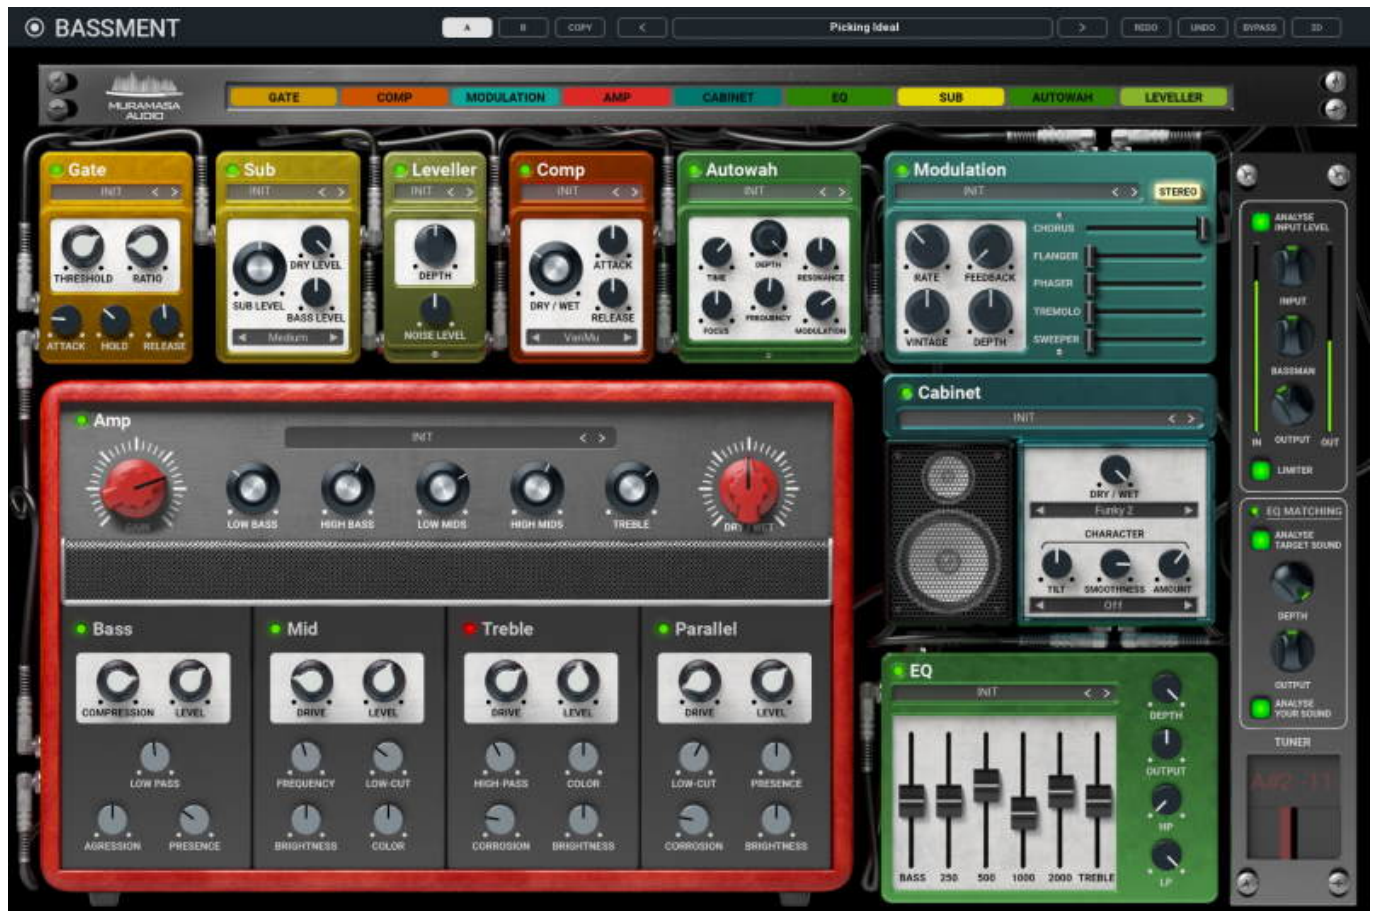 BASSMENT
A
B
COPY
<
Picking Ideal
>
REDO
UNDO
BYPASS
MURAMASA
AUDIO
GATE
COMP
MODULATION
AMP
CABINET
EQ
SUB
AUTOWAH
LEVELLER
Gate
INIT < >
THRESHOLD
RATIO
ATTACK
HOLD
RELEASE
Sub
INIT < >
DRY LEVEL
SUB LEVEL
BASS LEVEL
Medium
Leveller
INIT < >
DEPTH
NOISE LEVEL
Comp
INIT < >
ATTACK
DRY / WET
RELEASE
VariMu
Autowah
INIT < >
TIME
DEPTH
RESONANCE
FOCUS
FREQUENCY
MODULATION
Modulation
INIT < >
STEREO
RATE
FEEDBACK
VINTAGE
DEPTH
CHORUS
FLANGER
PHASER
TREMOLO
SWEEPER
ANALYSE
INPUT LEVEL
INPUT
BASSMAN
IN
OUTPUT
OUT
LIMITER
EQ MATCHING
ANALYSE
TARGET SOUND
DEPTH
OUTPUT
ANALYSE
YOUR SOUND
TUNER
Amp
INIT < >
GAIN
LOW BASS
HIGH BASS
LOW MIDS
HIGH MIDS
TREBLE
DRY / WET
Bass
COMPRESSION
LEVEL
LOW PASS
AGRESSION
PRESENCE
Mid
DRIVE
LEVEL
FREQUENCY
LOW-CUT
BRIGHTNESS
COLOR
Treble
DRIVE
LEVEL
HIGH-PASS
COLOR
CORROSION
BRIGHTNESS
Parallel
DRIVE
LEVEL
LOW-CUT
PRESENCE
CORROSION
BRIGHTNESS
Cabinet
INIT < >
DRY / WET
Funky 2
CHARACTER
TILT
SMOOTHNESS
AMOUNT
Off
EQ
INIT < >
DEPTH
OUTPUT
HP
LP
BASS
250
500
1000
2000
TREBLE